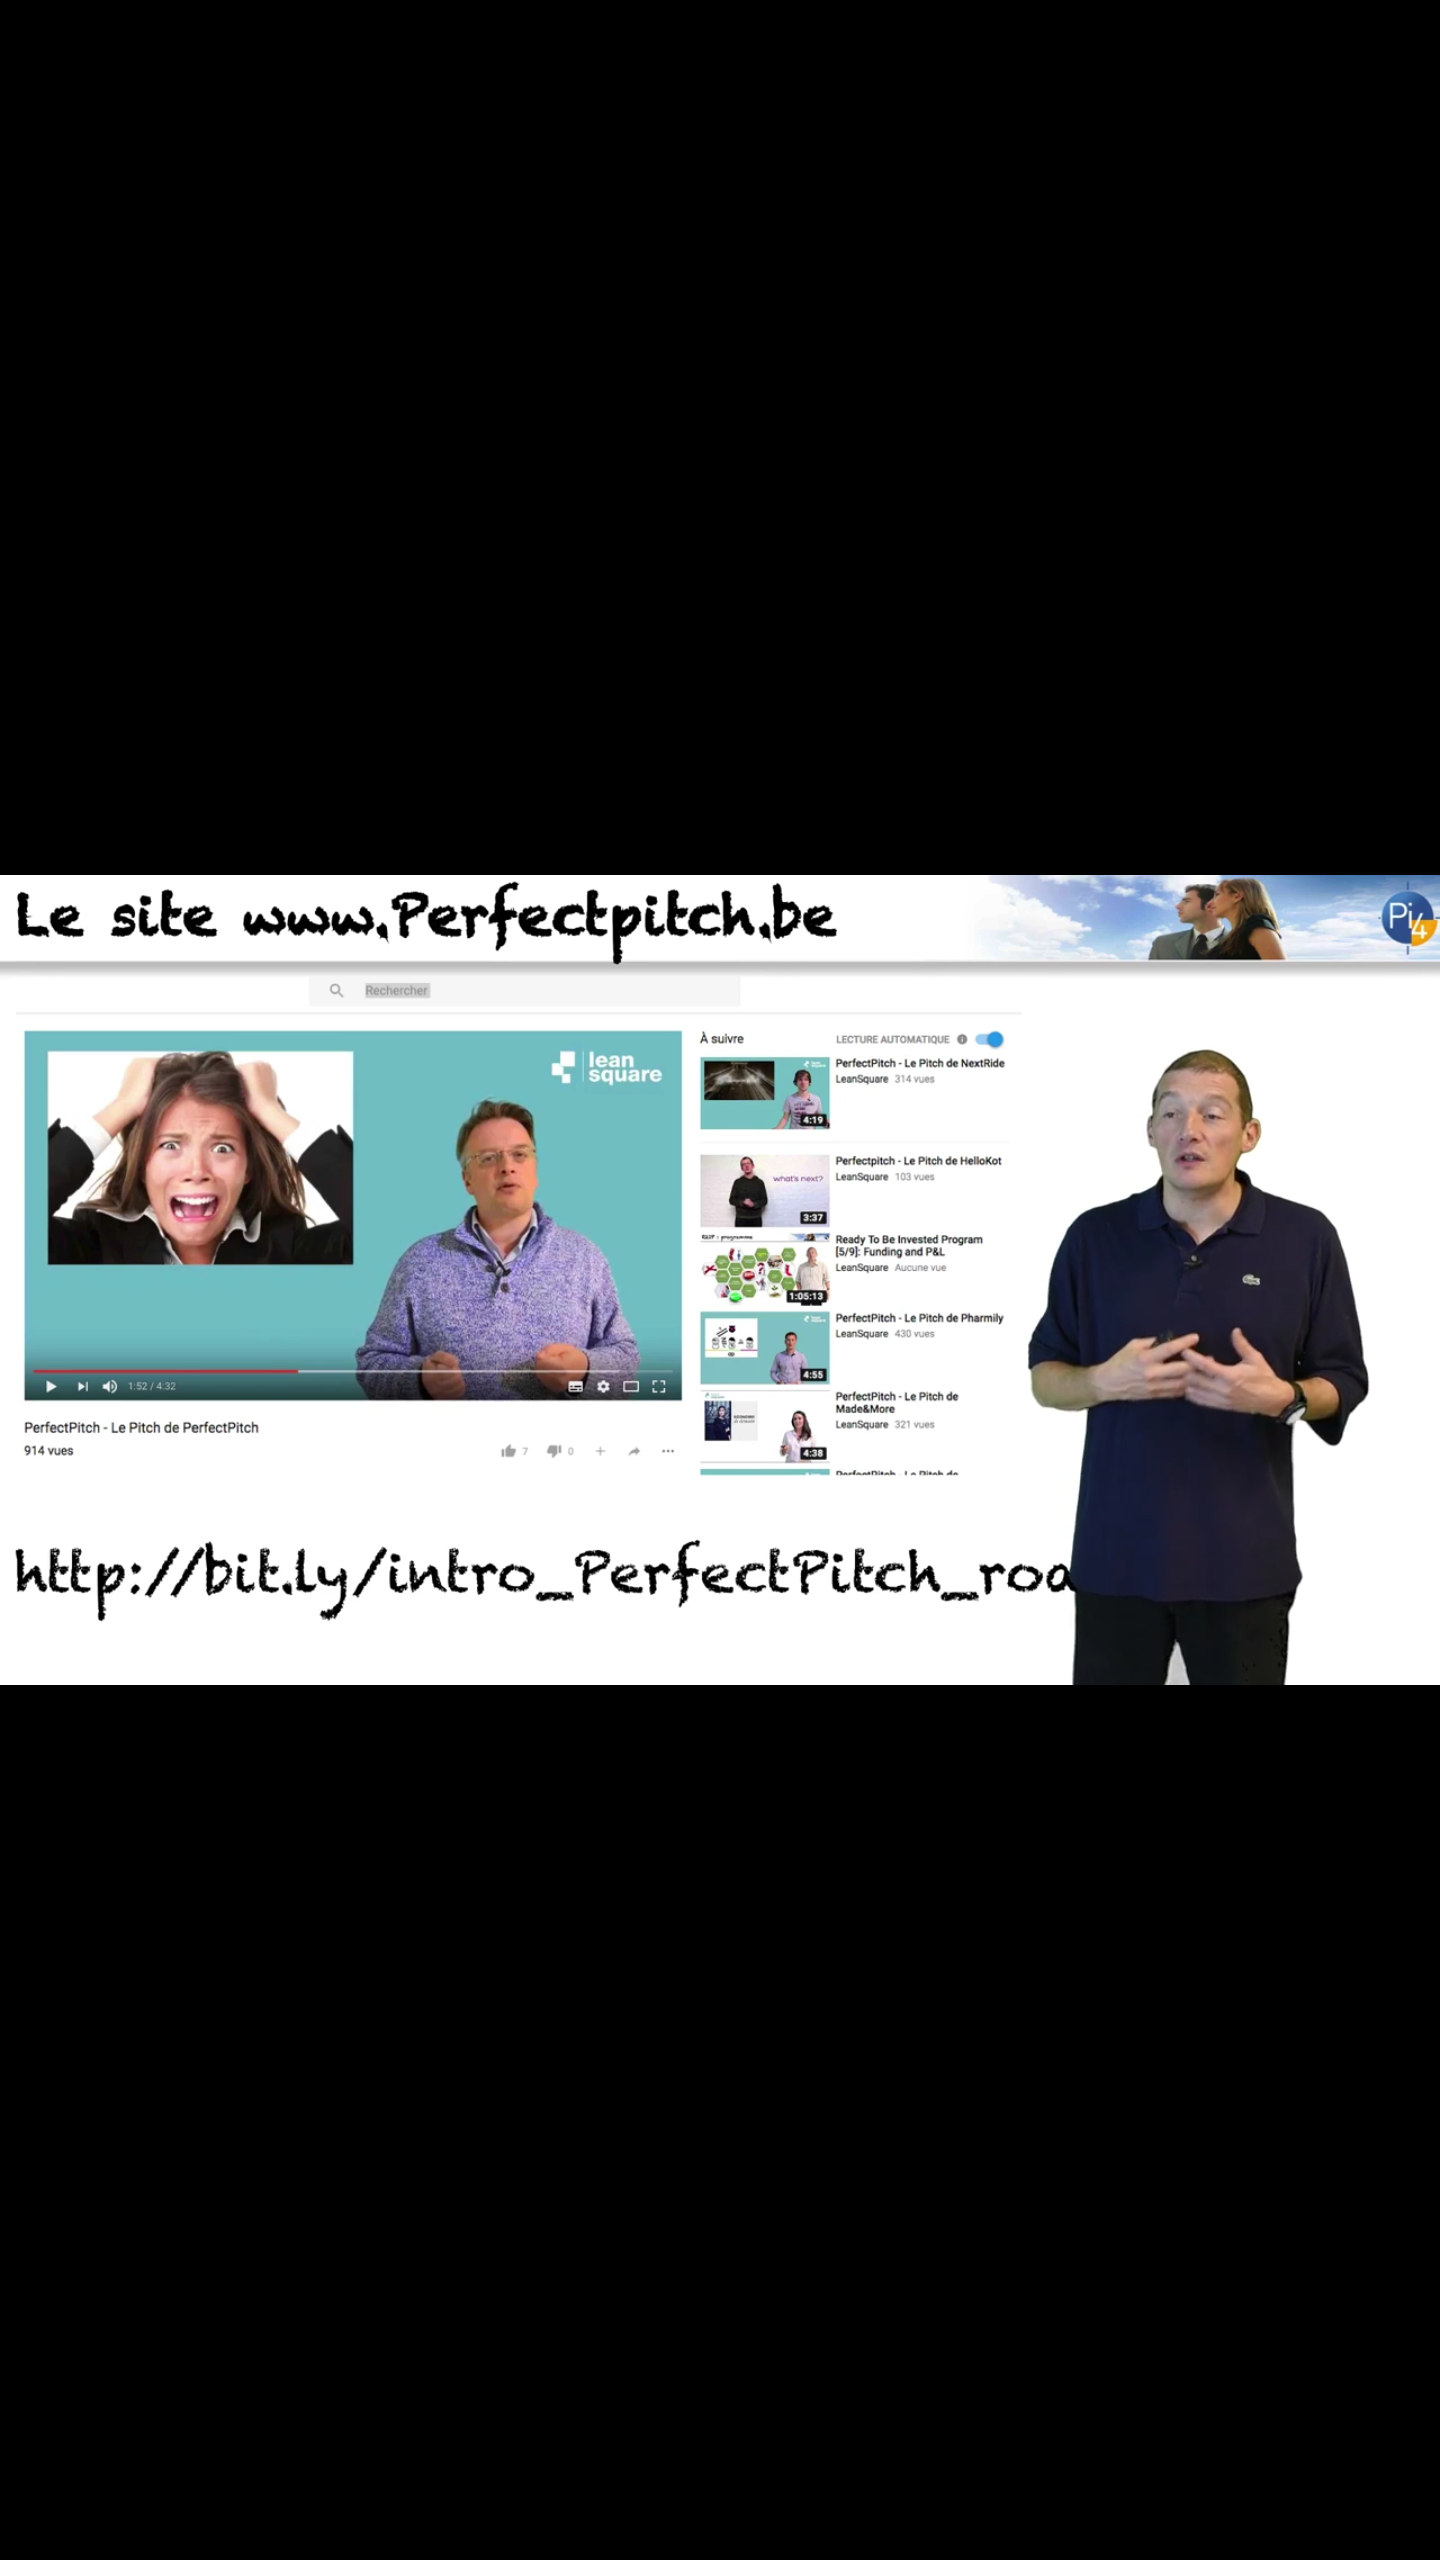 Le site www.Perfectpitch.be
Pi4
Rechercher
lean
square
1:52 / 4:32
PerfectPitch - Le Pitch de PerfectPitch
914 vues
7
0
À suivre
LECTURE AUTOMATIQUE
PerfectPitch - Le Pitch de NextRide
LeanSquare 314 vues
4:19
Perfectpitch - Le Pitch de HelloKot
LeanSquare 103 vues
what's next?
3:37
Ready To Be Invested Program
[5/9]: Funding and P&L
LeanSquare Aucune vue
1:05:13
PerfectPitch - Le Pitch de Pharmily
LeanSquare 430 vues
4:55
PerfectPitch - Le Pitch de
Made&More
LeanSquare 321 vues
4:38
PerfectPitch - Le Pitch de
http://bit.ly/intro_PerfectPitch_roa